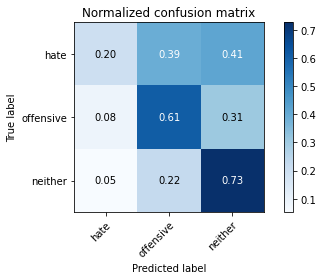 Normalized confusion matrix
True label
hate 0.20 0.39 0.41
offensive 0.08 0.61 0.31
neither 0.05 0.22 0.73
hate offensive neither
Predicted label
0.7
0.6
0.5
0.4
0.3
0.2
0.1